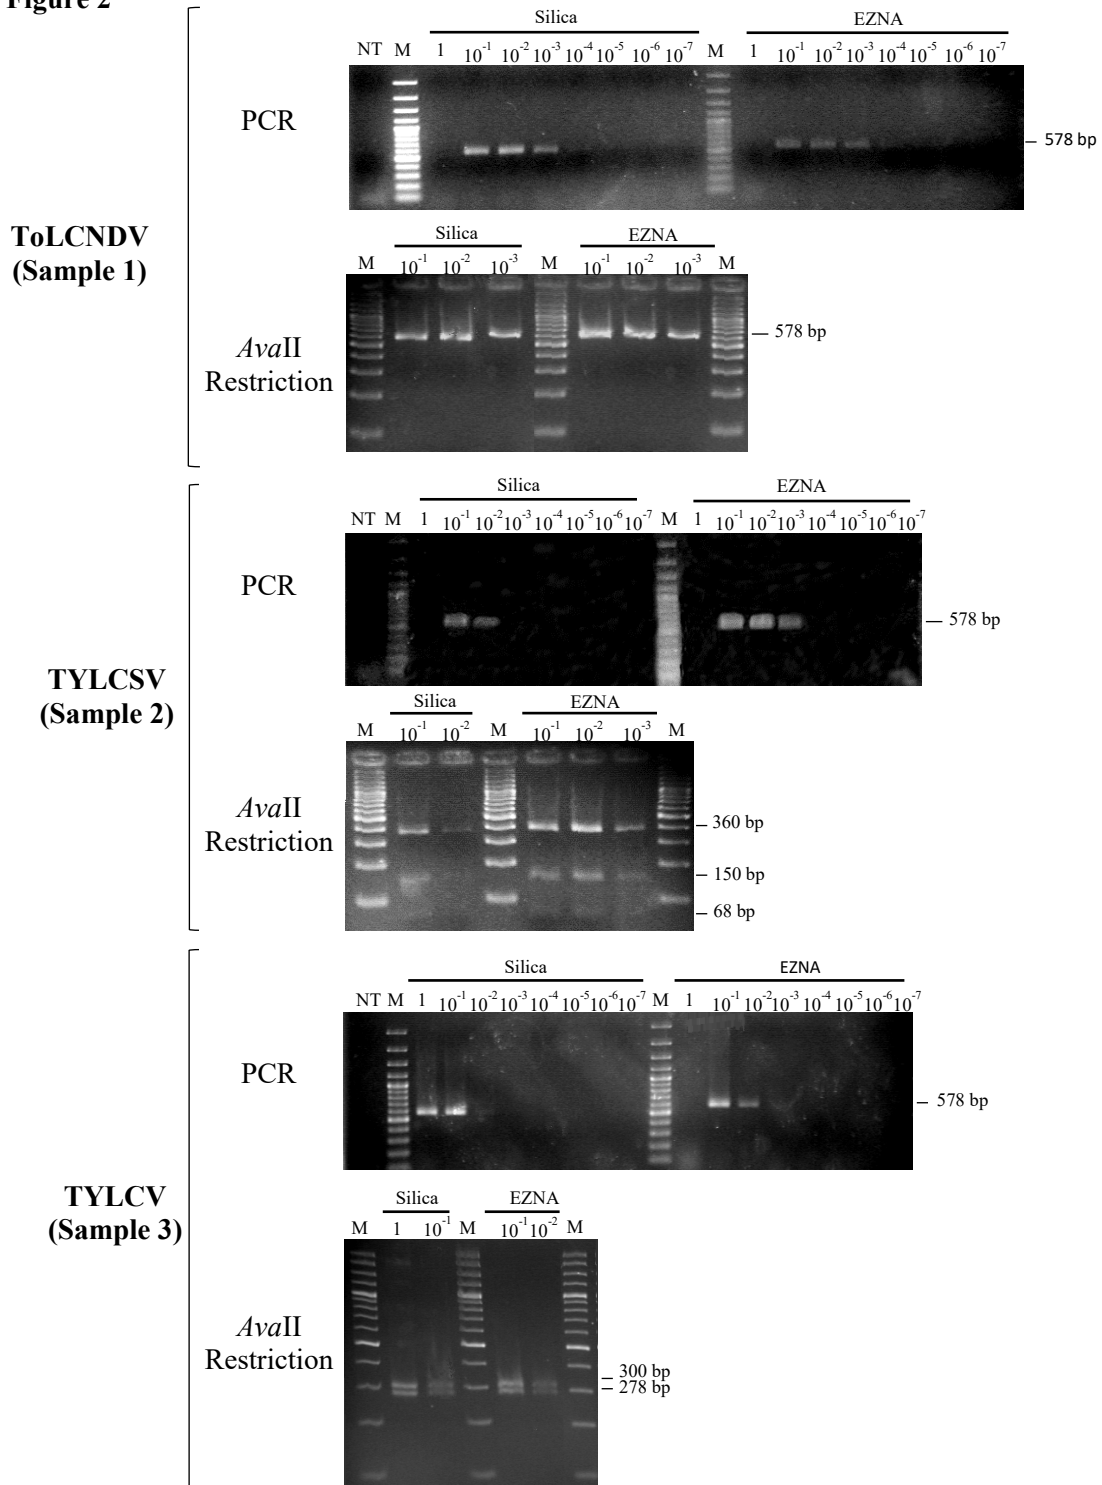 Figure 2
Silica EZNA
NT M 1 10⁻¹ 10⁻² 10⁻³ 10⁻⁴ 10⁻⁵ 10⁻⁶ 10⁻⁷ M 1 10⁻¹ 10⁻² 10⁻³ 10⁻⁴ 10⁻⁵ 10⁻⁶ 10⁻⁷
PCR
578 bp
ToLCNDV
(Sample 1)
Silica EZNA
M 10⁻¹ 10⁻² 10⁻³ M 10⁻¹ 10⁻² 10⁻³ M
578 bp
AvaII
Restriction
Silica EZNA
NT M 1 10⁻¹ 10⁻² 10⁻³ 10⁻⁴ 10⁻⁵ 10⁻⁶ 10⁻⁷ M 1 10⁻¹ 10⁻² 10⁻³ 10⁻⁴ 10⁻⁵ 10⁻⁶ 10⁻⁷
PCR
578 bp
TYLCSV
(Sample 2)
Silica EZNA
M 10⁻¹ 10⁻² M 10⁻¹ 10⁻² 10⁻³ M
AvaII
Restriction
360 bp
150 bp
68 bp
Silica EZNA
NT M 1 10⁻¹ 10⁻² 10⁻³ 10⁻⁴ 10⁻⁵ 10⁻⁶ 10⁻⁷ M 1 10⁻¹ 10⁻² 10⁻³ 10⁻⁴ 10⁻⁵ 10⁻⁶ 10⁻⁷
PCR
578 bp
TYLCV
(Sample 3)
Silica EZNA
M 1 10⁻¹ M 10⁻¹ 10⁻² M
AvaII
Restriction
300 bp
278 bp